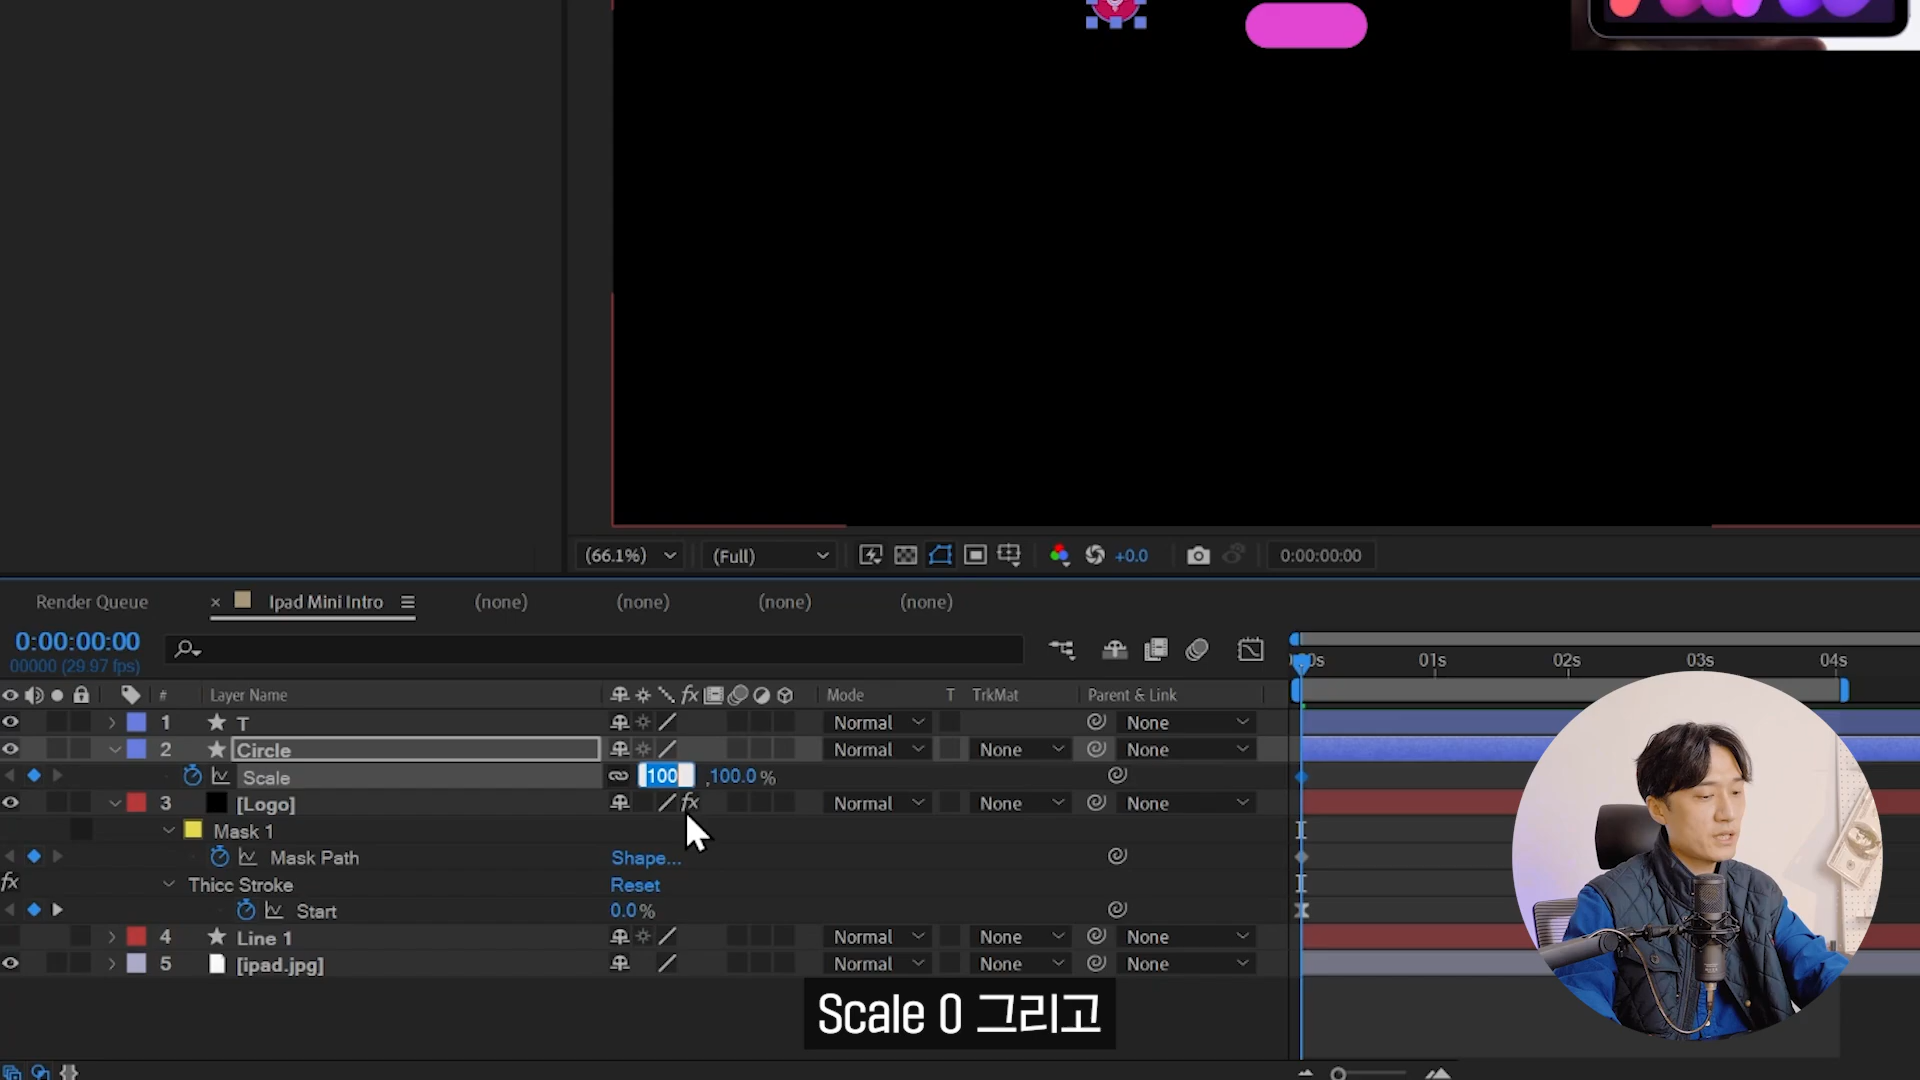 (66.1%) (Full) +0.0 0:00:00:00
Render Queue × Ipad Mini Intro (none) (none) (none) (none)
0:00:00:00
00000 (29.97 fps)
01s 02s 03s 04s
# Layer Name fx Mode T TrkMat Parent & Link
1 T Normal None
2 Circle Normal None None
Scale 100 ,100.0 %
3 [Logo] fx Normal None None
Mask 1
Mask Path Shape...
fx Thicc Stroke Reset
Start 0.0 %
4 Line 1 Normal None None
5 [ipad.jpg] Normal None None
Scale 0 그리고